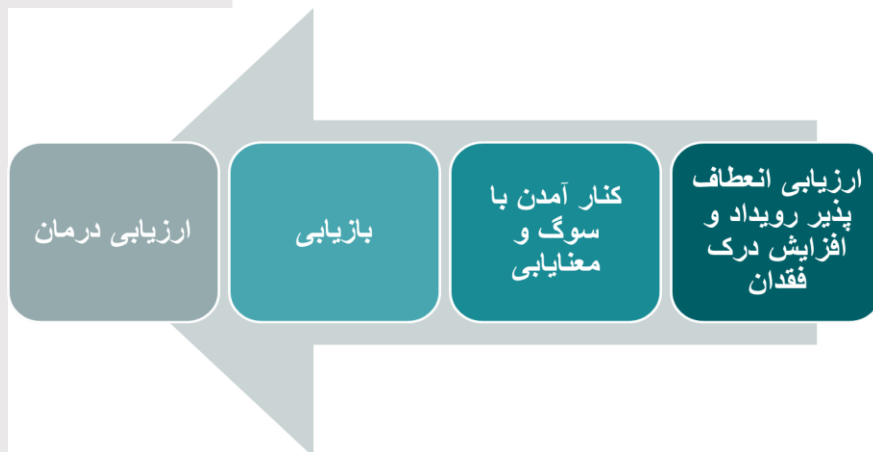 ارزیابی انعطاف
پذیر رویداد و
افزایش درک
فقدان
کنار آمدن با
سوگ و
معنایابی
بازیابی
ارزیابی درمان